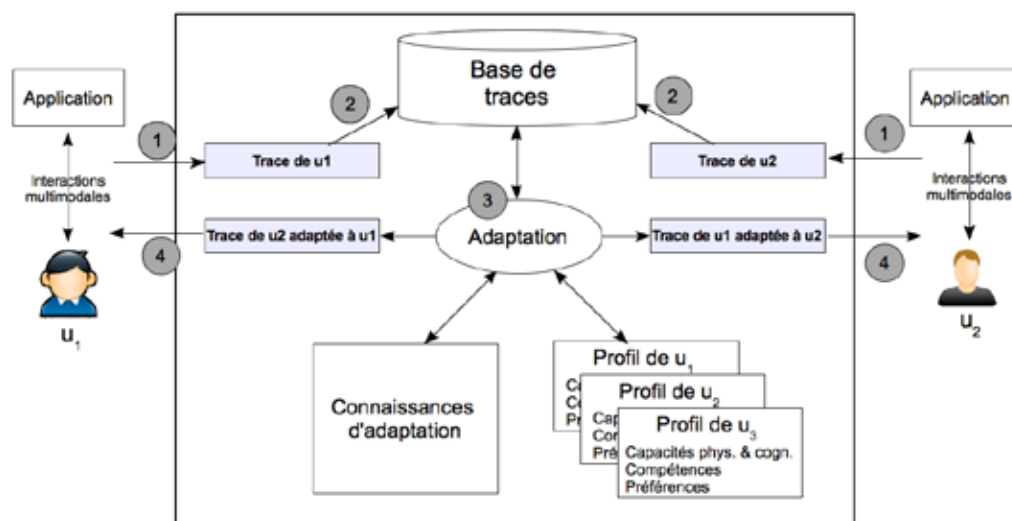 Base de
traces
Application
Application
2
2
1
1
Trace de u1
Trace de u2
Interactions
multimodales
Interactions
multimodales
3
Trace de u2 adaptée à u1
Adaptation
Trace de u1 adaptée à u2
4
4
u1
u2
Connaissances
d'adaptation
Profil de u1
Profil de u2
Profil de u3
Capacités phys. & cogn.
Compétences
Préférences